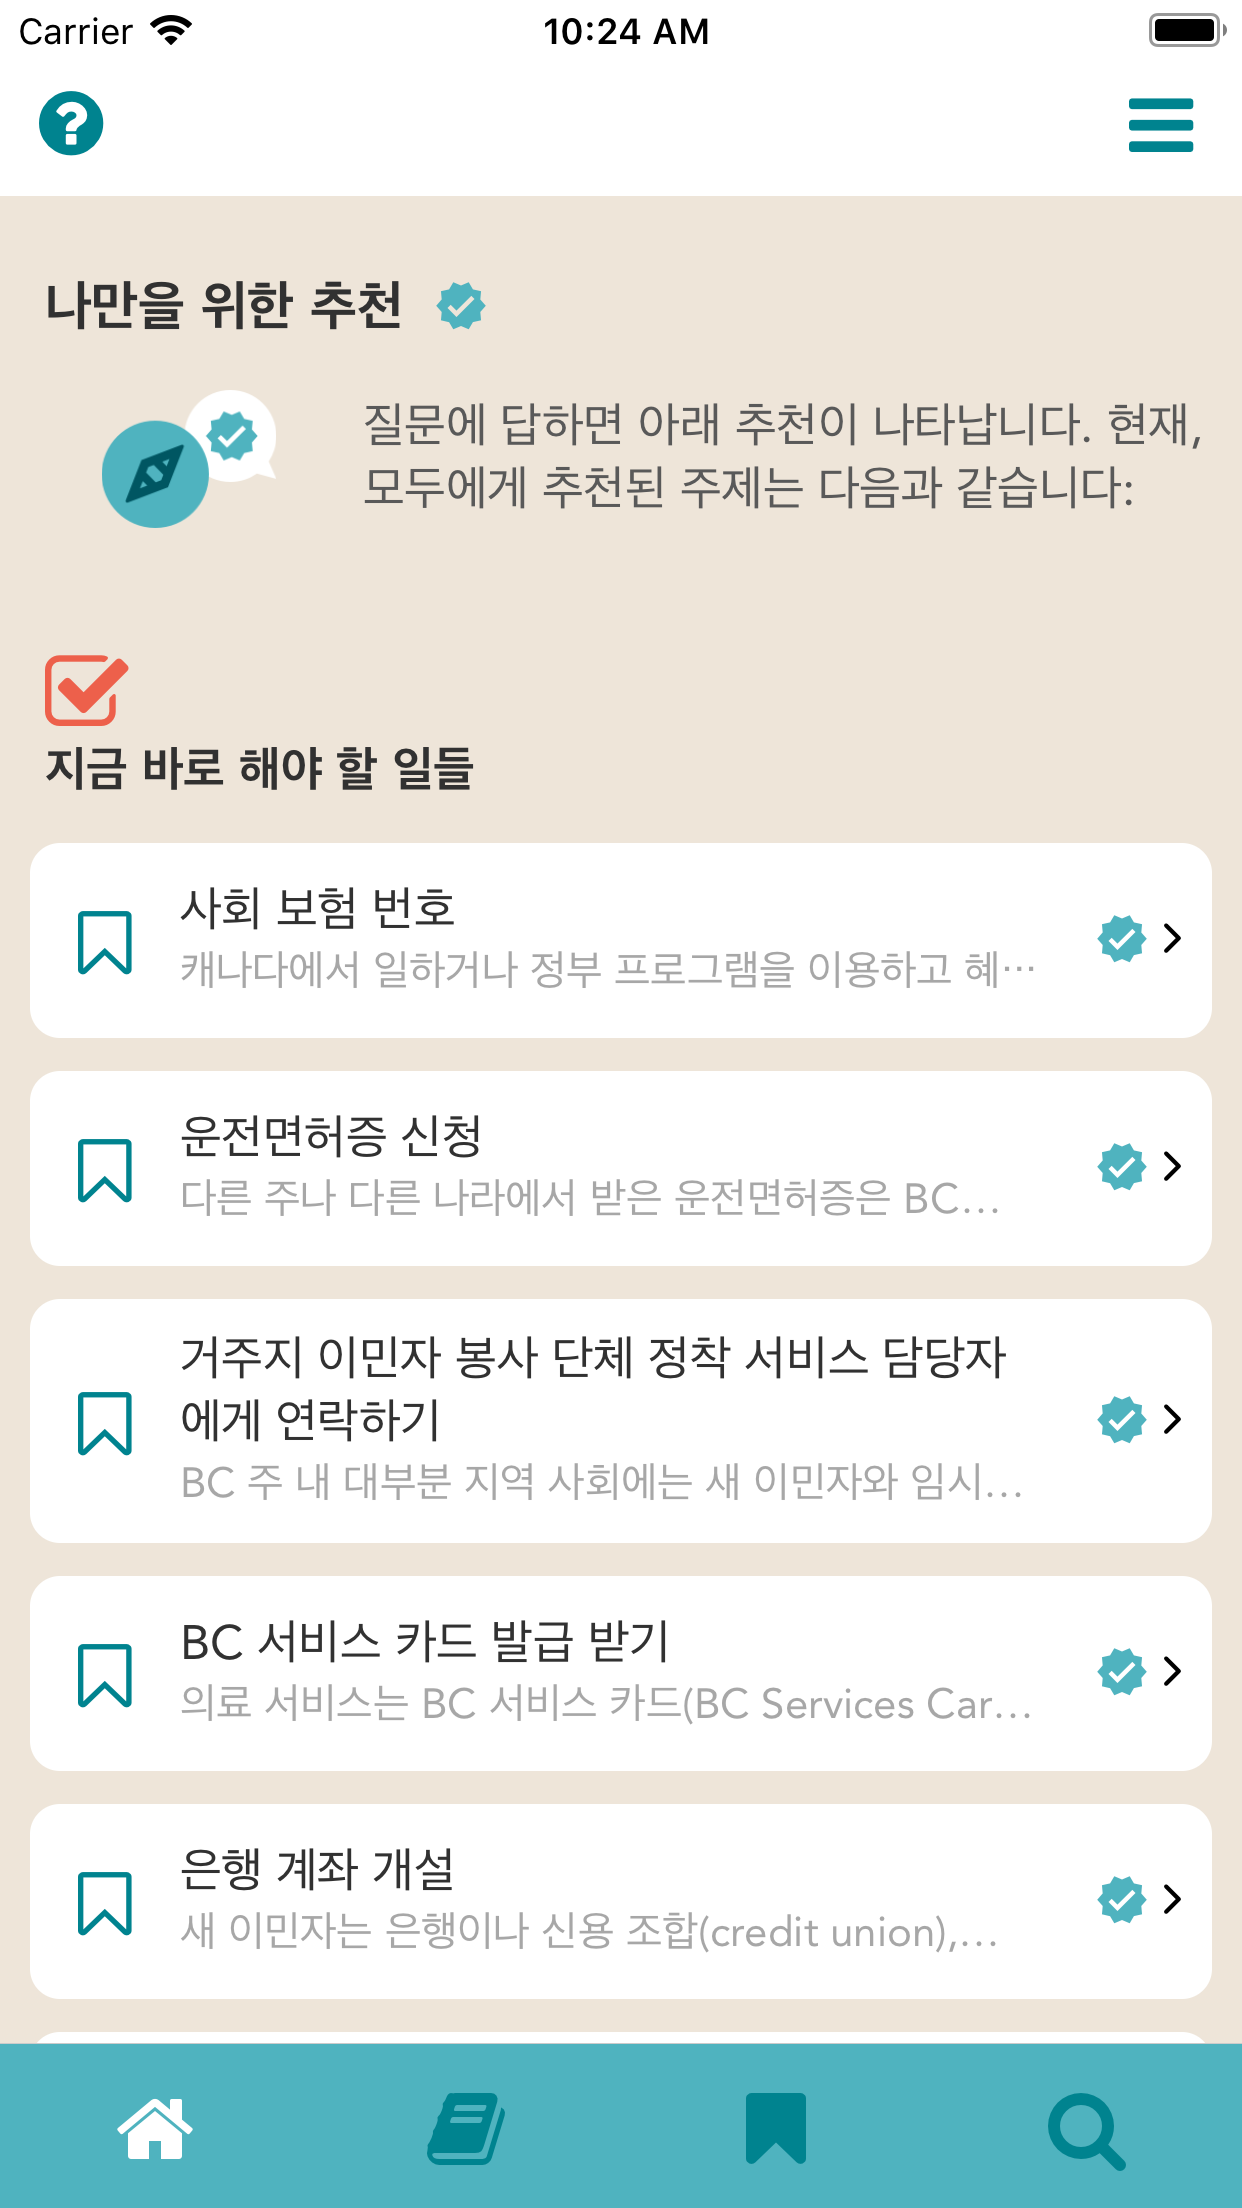 Carrier
10:24 AM
나만을 위한 추천
질문에 답하면 아래 추천이 나타납니다. 현재,
모두에게 추천된 주제는 다음과 같습니다:
지금 바로 해야 할 일들
사회 보험 번호
캐나다에서 일하거나 정부 프로그램을 이용하고 혜…
운전면허증 신청
다른 주나 다른 나라에서 받은 운전면허증은 BC…
거주지 이민자 봉사 단체 정착 서비스 담당자
에게 연락하기
BC 주 내 대부분 지역 사회에는 새 이민자와 임시…
BC 서비스 카드 발급 받기
의료 서비스는 BC 서비스 카드(BC Services Car…
은행 계좌 개설
새 이민자는 은행이나 신용 조합(credit union),…